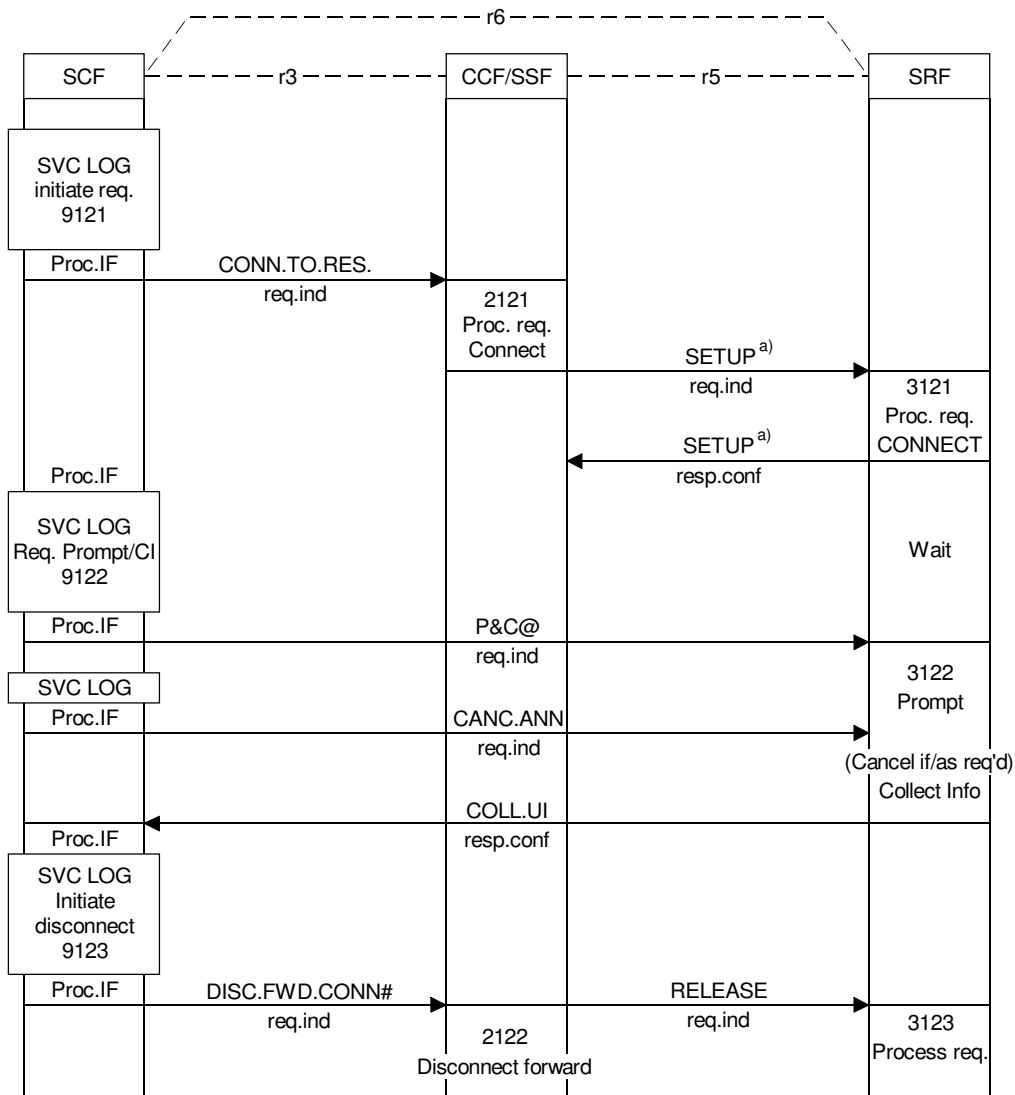 r6
SCF
r3
CCF/SSF
r5
SRF
SVC LOG
initiate req.
9121
Proc.IF
CONN.TO.RES.
req.ind
2121
Proc. req.
Connect
SETUP a)
req.ind
3121
Proc. req.
CONNECT
SETUP a)
resp.conf
Proc.IF
SVC LOG
Req. Prompt/CI
9122
Wait
Proc.IF
P&C@
req.ind
3122
Prompt
SVC LOG
Proc.IF
CANC.ANN
req.ind
(Cancel if/as req'd)
Collect Info
COLL.UI
resp.conf
Proc.IF
SVC LOG
Initiate
disconnect
9123
Proc.IF
DISC.FWD.CONN#
req.ind
RELEASE
req.ind
2122
Disconnect forward
3123
Process req.